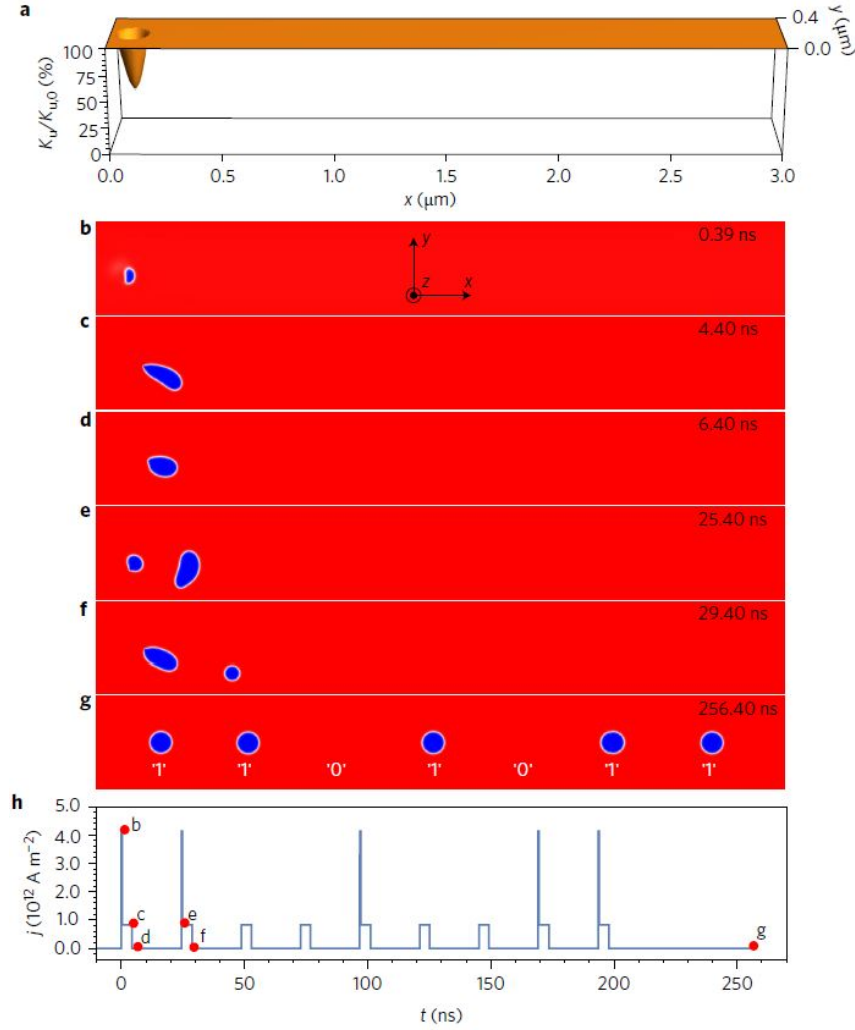 a
0.4
0.0
y (μm)
100
75
50
25
0
K_u/K_u,0 (%)
0.0 0.5 1.0 1.5 2.0 2.5 3.0
x (μm)
b
y
z x
0.39 ns
c
4.40 ns
d
6.40 ns
e
25.40 ns
f
29.40 ns
g
256.40 ns
'1' '1' '0' '1' '0' '1' '1'
h
5.0
4.0
3.0
2.0
1.0
0.0
j (10¹² A m⁻²)
b
c
d
e
f
g
0 50 100 150 200 250
t (ns)